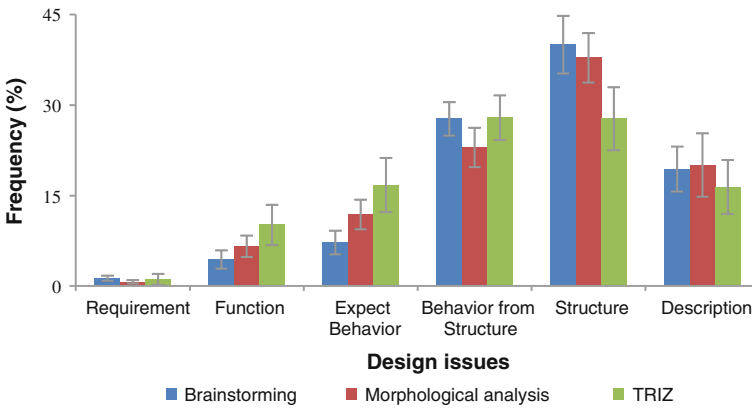 45
30
15
0
Frequency (%)
Requirement
Function
Expect
Behavior
Behavior from
Structure
Structure
Description
Design issues
Brainstorming
Morphological analysis
TRIZ